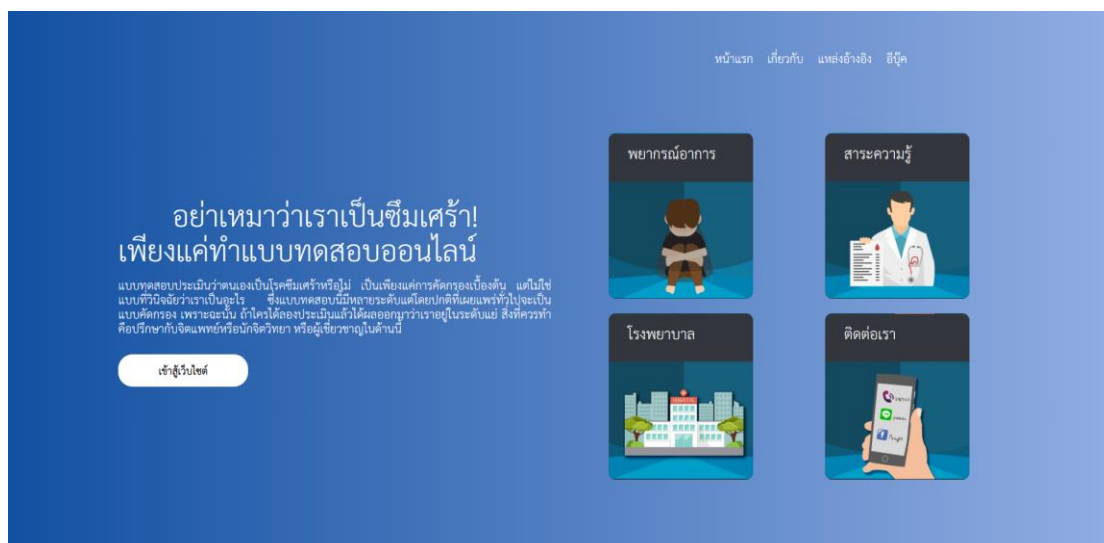 หน้าแรก เกี่ยวกับ แหล่งอ้างอิง อีบุ๊ค
อย่าเหมาว่าเราเป็นซึมเศร้า!
เพียงแค่ทำแบบทดสอบออนไลน์
แบบทดสอบประเมินว่าตนเองเป็นโรคซึมเศร้าหรือไม่ เป็นเพียงแค่การคัดกรองเบื้องต้น แต่ไม่ใช่
แบบที่วินิจฉัยว่าเราเป็นอะไร ซึ่งแบบทดสอบนี้มีหลายระดับแต่โดยปกติที่เผยแพร่ทั่วไปจะเป็น
แบบคัดกรอง เพราะฉะนั้น ถ้าใครได้ลองประเมินแล้วได้ผลออกมาว่าเราอยู่ในระดับแย่ สิ่งที่ควรทำ
คือปรึกษากับจิตแพทย์หรือนักจิตวิทยา หรือผู้เชี่ยวชาญในด้านนี้
เข้าสู้เว็บไซต์
พยากรณ์อาการ
สาระความรู้
โรงพยาบาล
HOSPITAL
ติดต่อเรา